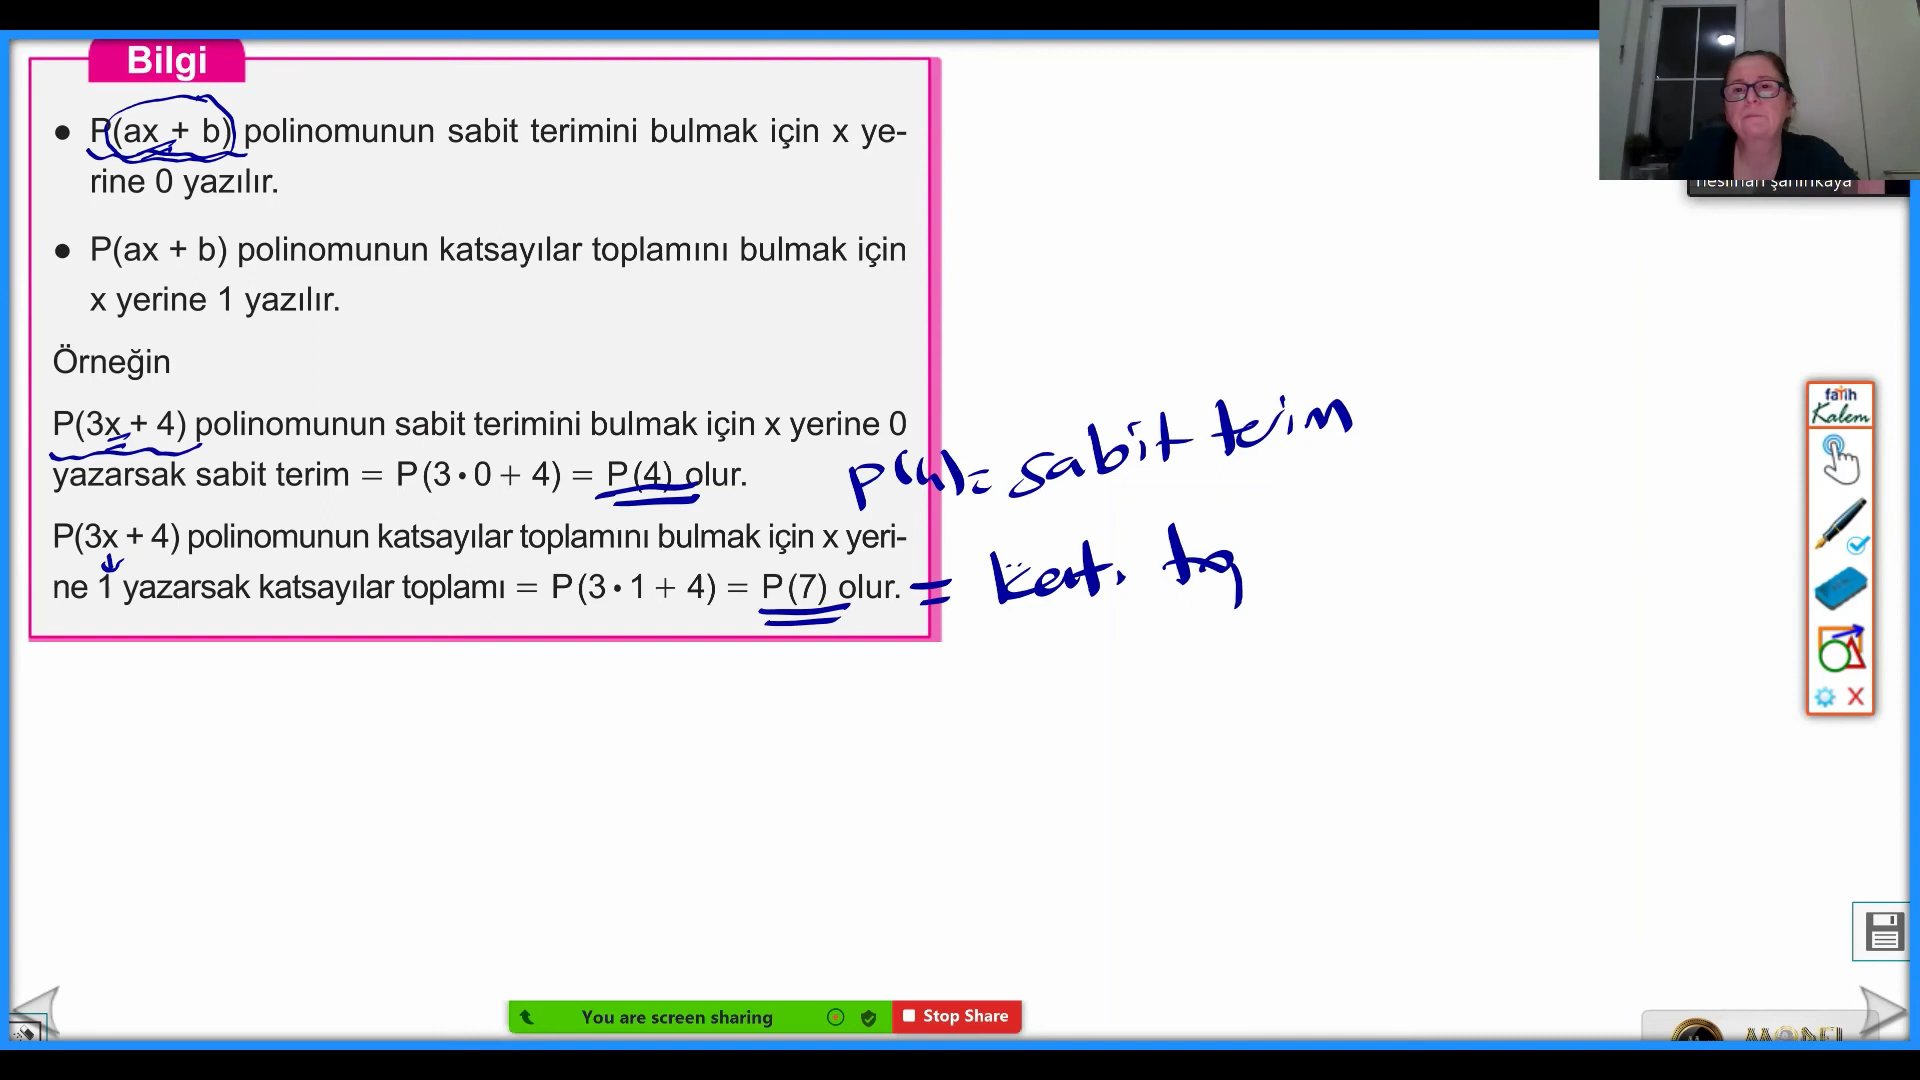 Bilgi
● P(ax + b) polinomunun sabit terimini bulmak için x ye-
rine 0 yazılır.
● P(ax + b) polinomunun katsayılar toplamını bulmak için
x yerine 1 yazılır.
Örneğin
P(3x + 4) polinomunun sabit terimini bulmak için x yerine 0
yazarsak sabit terim = P(3•0 + 4) = P(4) olur.
P(4)= sabit terim
P(3x + 4) polinomunun katsayılar toplamını bulmak için x yeri-
ne 1 yazarsak katsayılar toplamı = P(3•1 + 4) = P(7) olur.
= kat.
fatih
Kalem
You are screen sharing
Stop Share
MODEL